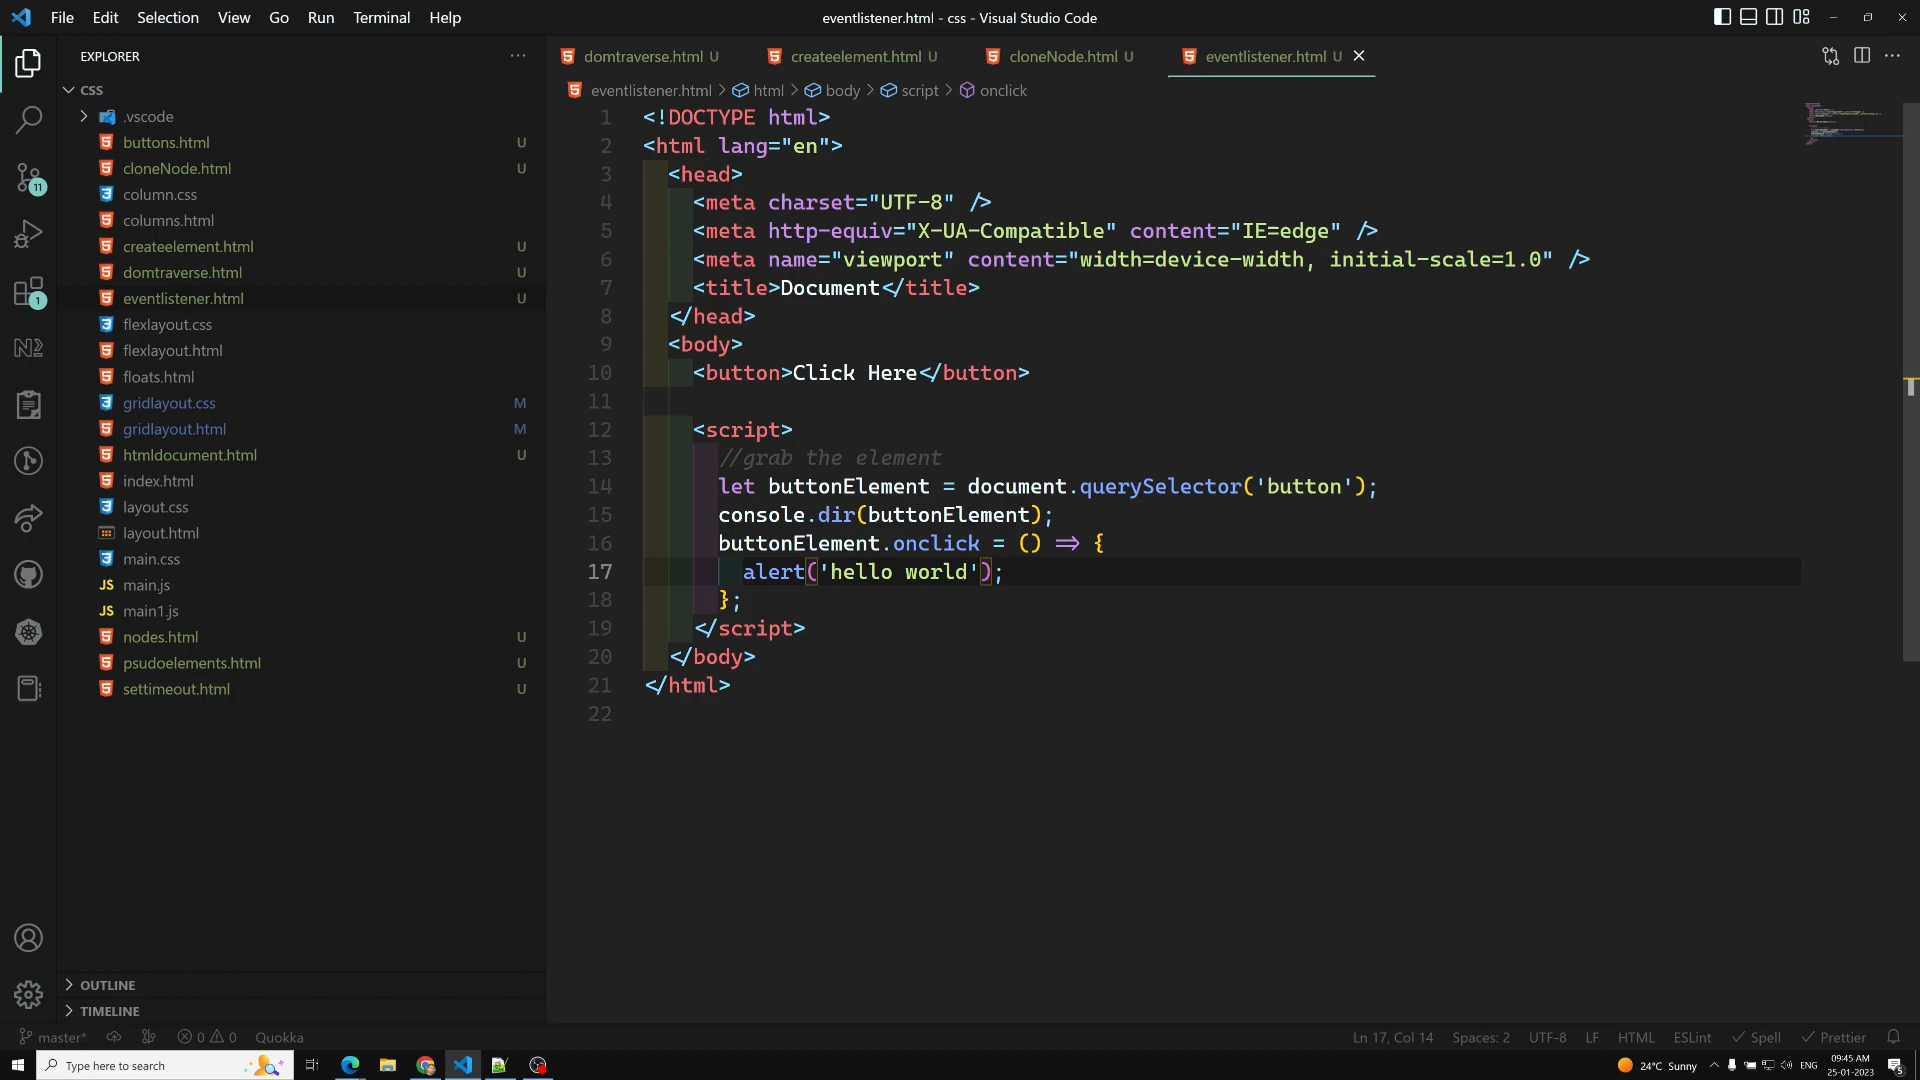 File Edit Selection View Go Run Terminal Help
eventlistener.html - css - Visual Studio Code
EXPLORER
CSS
.vscode
buttons.html U
cloneNode.html U
column.css
columns.html
createelement.html U
domtraverse.html U
eventlistener.html U
flexlayout.css
flexlayout.html
floats.html
gridlayout.css M
gridlayout.html M
htmldocument.html U
index.html
layout.css
layout.html
main.css
JS main.js
JS main1.js
nodes.html U
psudoelements.html U
settimeout.html U
OUTLINE
TIMELINE
11
1
domtraverse.html U createelement.html U cloneNode.html U eventlistener.html U
eventlistener.html > html > body > script > onclick
1 <!DOCTYPE html>
2 <html lang="en">
3 <head>
4 <meta charset="UTF-8" />
5 <meta http-equiv="X-UA-Compatible" content="IE=edge" />
6 <meta name="viewport" content="width=device-width, initial-scale=1.0" />
7 <title>Document</title>
8 </head>
9 <body>
10 <button>Click Here</button>
11
12 <script>
13 //grab the element
14 let buttonElement = document.querySelector('button');
15 console.dir(buttonElement);
16 buttonElement.onclick = () => {
17 alert('hello world');
18 };
19 </script>
20 </body>
21 </html>
22
master* 0 0 Quokka
Ln 17, Col 14 Spaces: 2 UTF-8 LF HTML ESLint Spell Prettier
Type here to search
24°C Sunny ENG 09:45 AM
25-01-2023
5